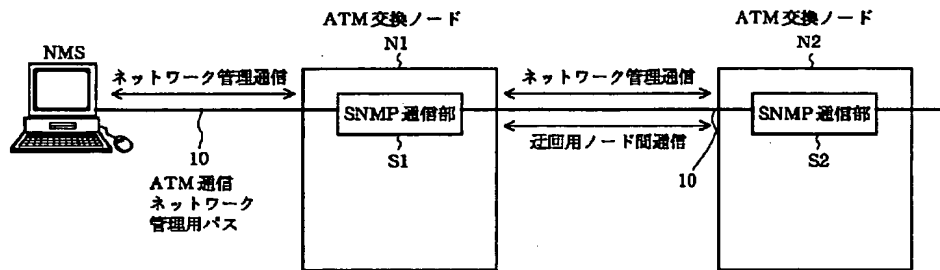 ATM交換ノード
N1
ATM交換ノード
N2
NMS
ネットワーク管理通信
ネットワーク管理通信
SNMP通信部
SNMP通信部
迂回用ノード間通信
10
S1
10
S2
ATM通信
ネットワーク
管理用パス